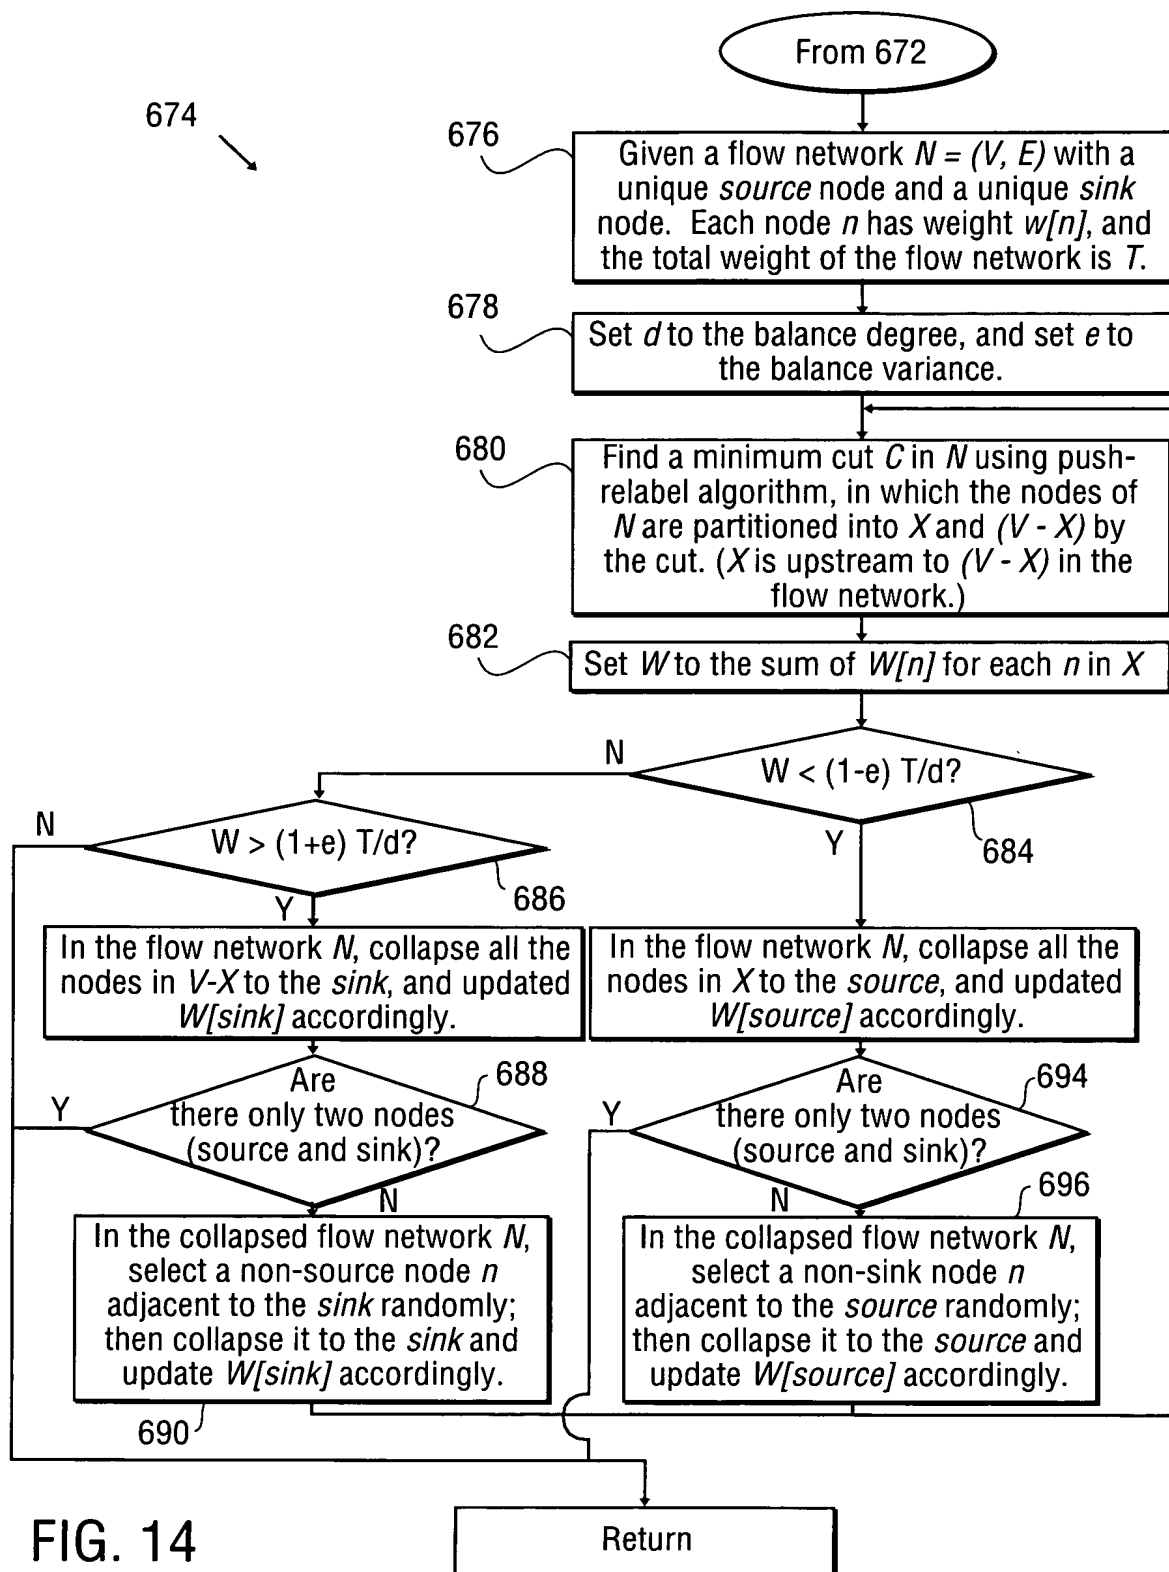 From 672
674
676
Given a flow network N = (V, E) with a
unique source node and a unique sink
node. Each node n has weight w[n], and
the total weight of the flow network is T.
678
Set d to the balance degree, and set e to
the balance variance.
680
Find a minimum cut C in N using push-
relabel algorithm, in which the nodes of
N are partitioned into X and (V - X) by
the cut. (X is upstream to (V - X) in the
flow network.)
682
Set W to the sum of W[n] for each n in X
N
W < (1-e) T/d?
684
Y
N
W > (1+e) T/d?
686
Y
In the flow network N, collapse all the
nodes in V-X to the sink, and updated
W[sink] accordingly.
In the flow network N, collapse all the
nodes in X to the source, and updated
W[source] accordingly.
688
Y
Are
there only two nodes
(source and sink)?
N
694
Y
Are
there only two nodes
(source and sink)?
N
696
In the collapsed flow network N,
select a non-source node n
adjacent to the sink randomly;
then collapse it to the sink and
update W[sink] accordingly.
690
In the collapsed flow network N,
select a non-sink node n
adjacent to the source randomly;
then collapse it to the source and
update W[source] accordingly.
Return
FIG. 14